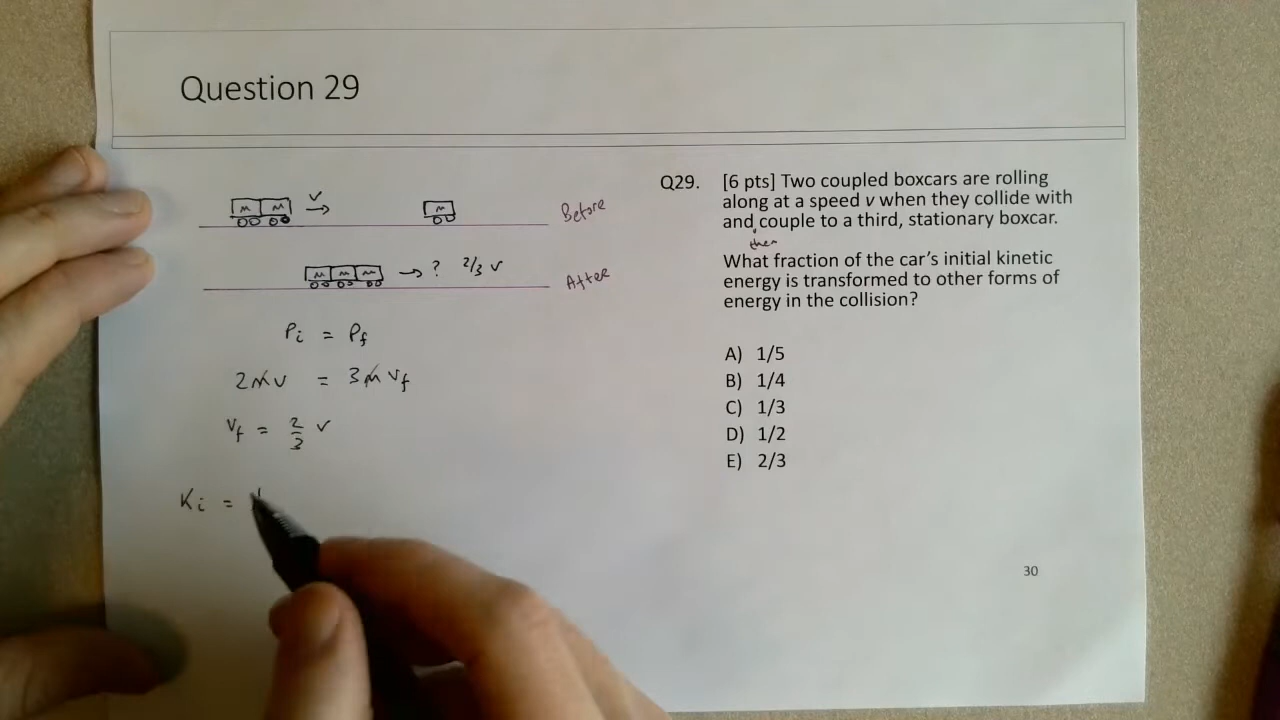 Question 29
M M v
M
Before
M M M → ? 2/3 v
After
Pi = Pf
2mv = 3m vf
vf = 2/3 v
Ki =
Q29. [6 pts] Two coupled boxcars are rolling
along at a speed v when they collide with
and couple to a third, stationary boxcar.
then
What fraction of the car’s initial kinetic
energy is transformed to other forms of
energy in the collision?
A) 1/5
B) 1/4
C) 1/3
D) 1/2
E) 2/3
30